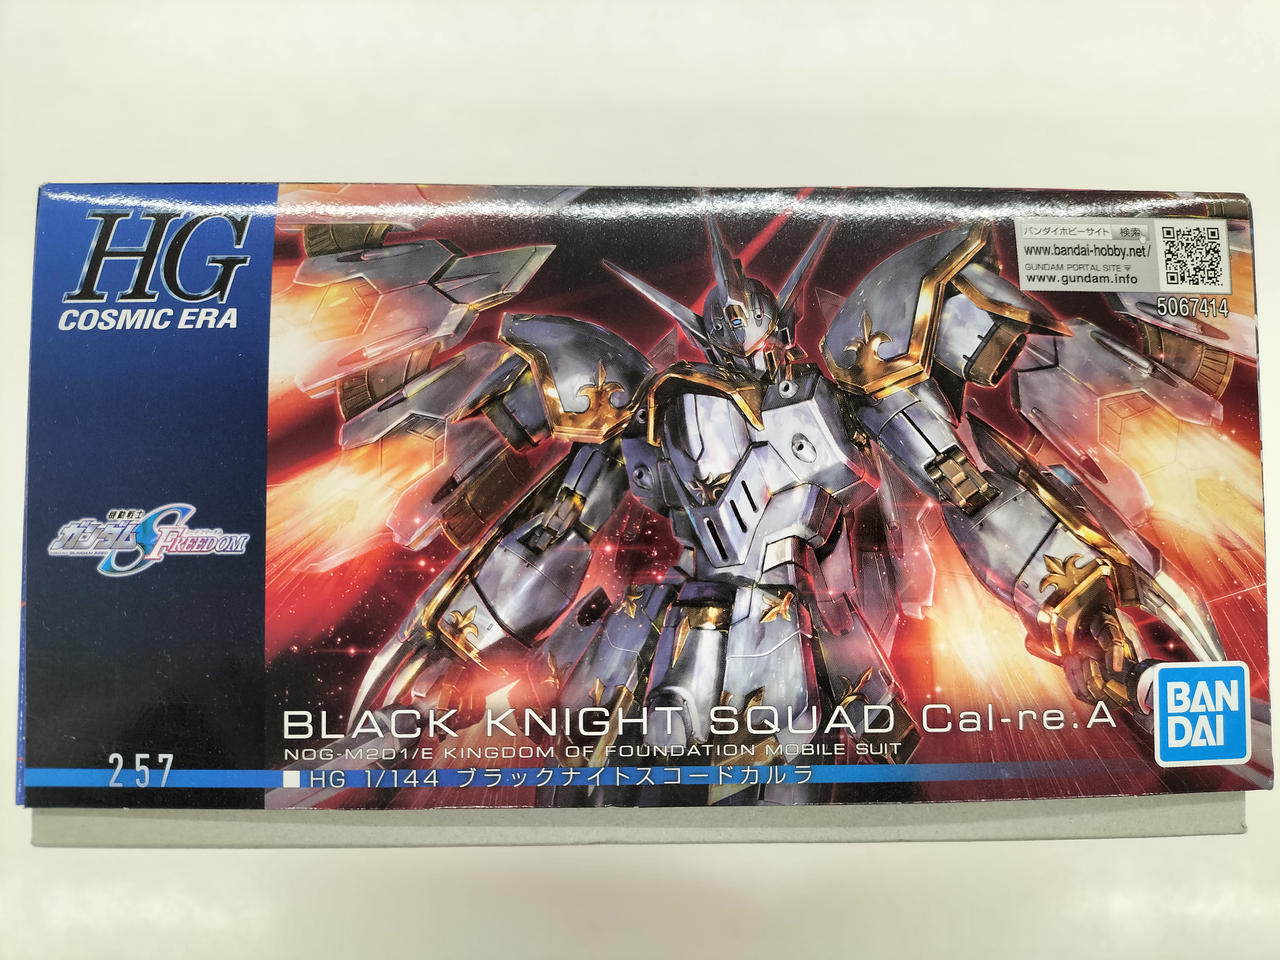 HG
COSMIC ERA
機動戦士
ガンダム
SEED
FREEDOM
257
バンダイホビーサイト 検索
www.bandai-hobby.net/
GUNDAM PORTAL SITE
www.gundam.info
5067414
BLACK KNIGHT SQUAD Cal-re:A
NOG-M2D1/E KINGDOM OF FOUNDATION MOBILE SUIT
HG 1/144 ブラックナイトスコードカルラ
BAN
DAI